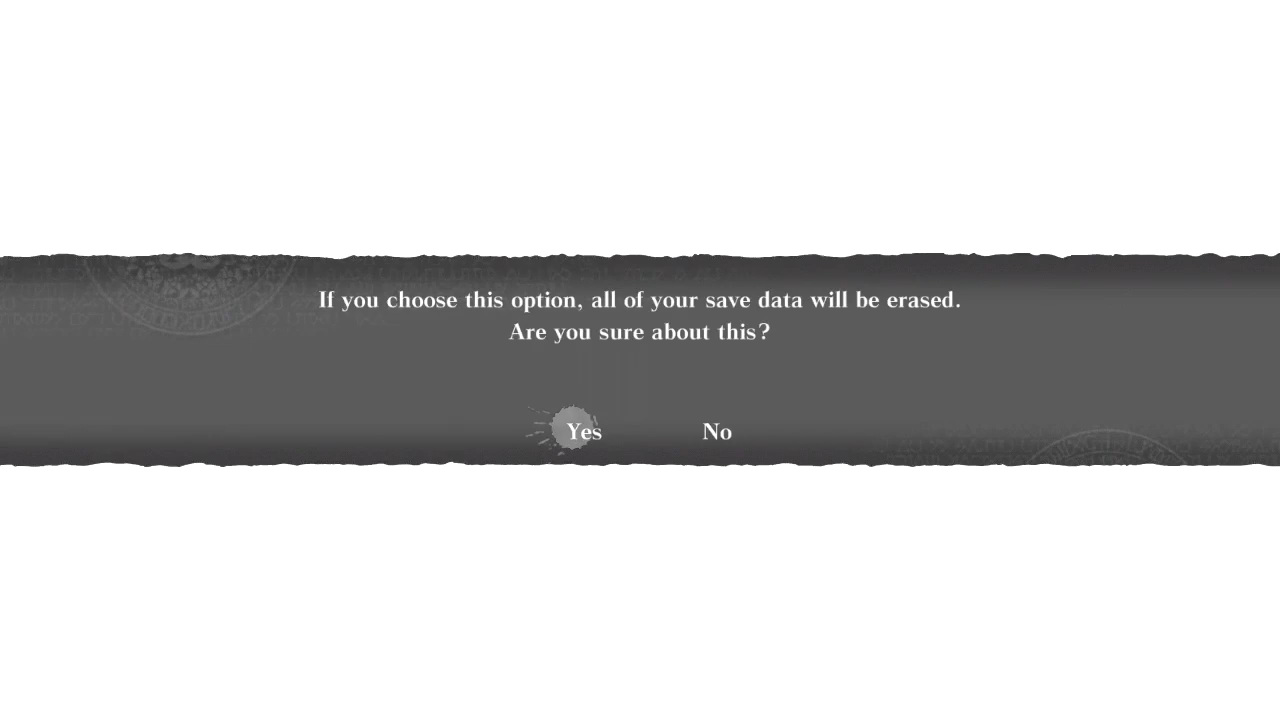 If you choose this option, all of your save data will be erased.
Are you sure about this?
Yes No